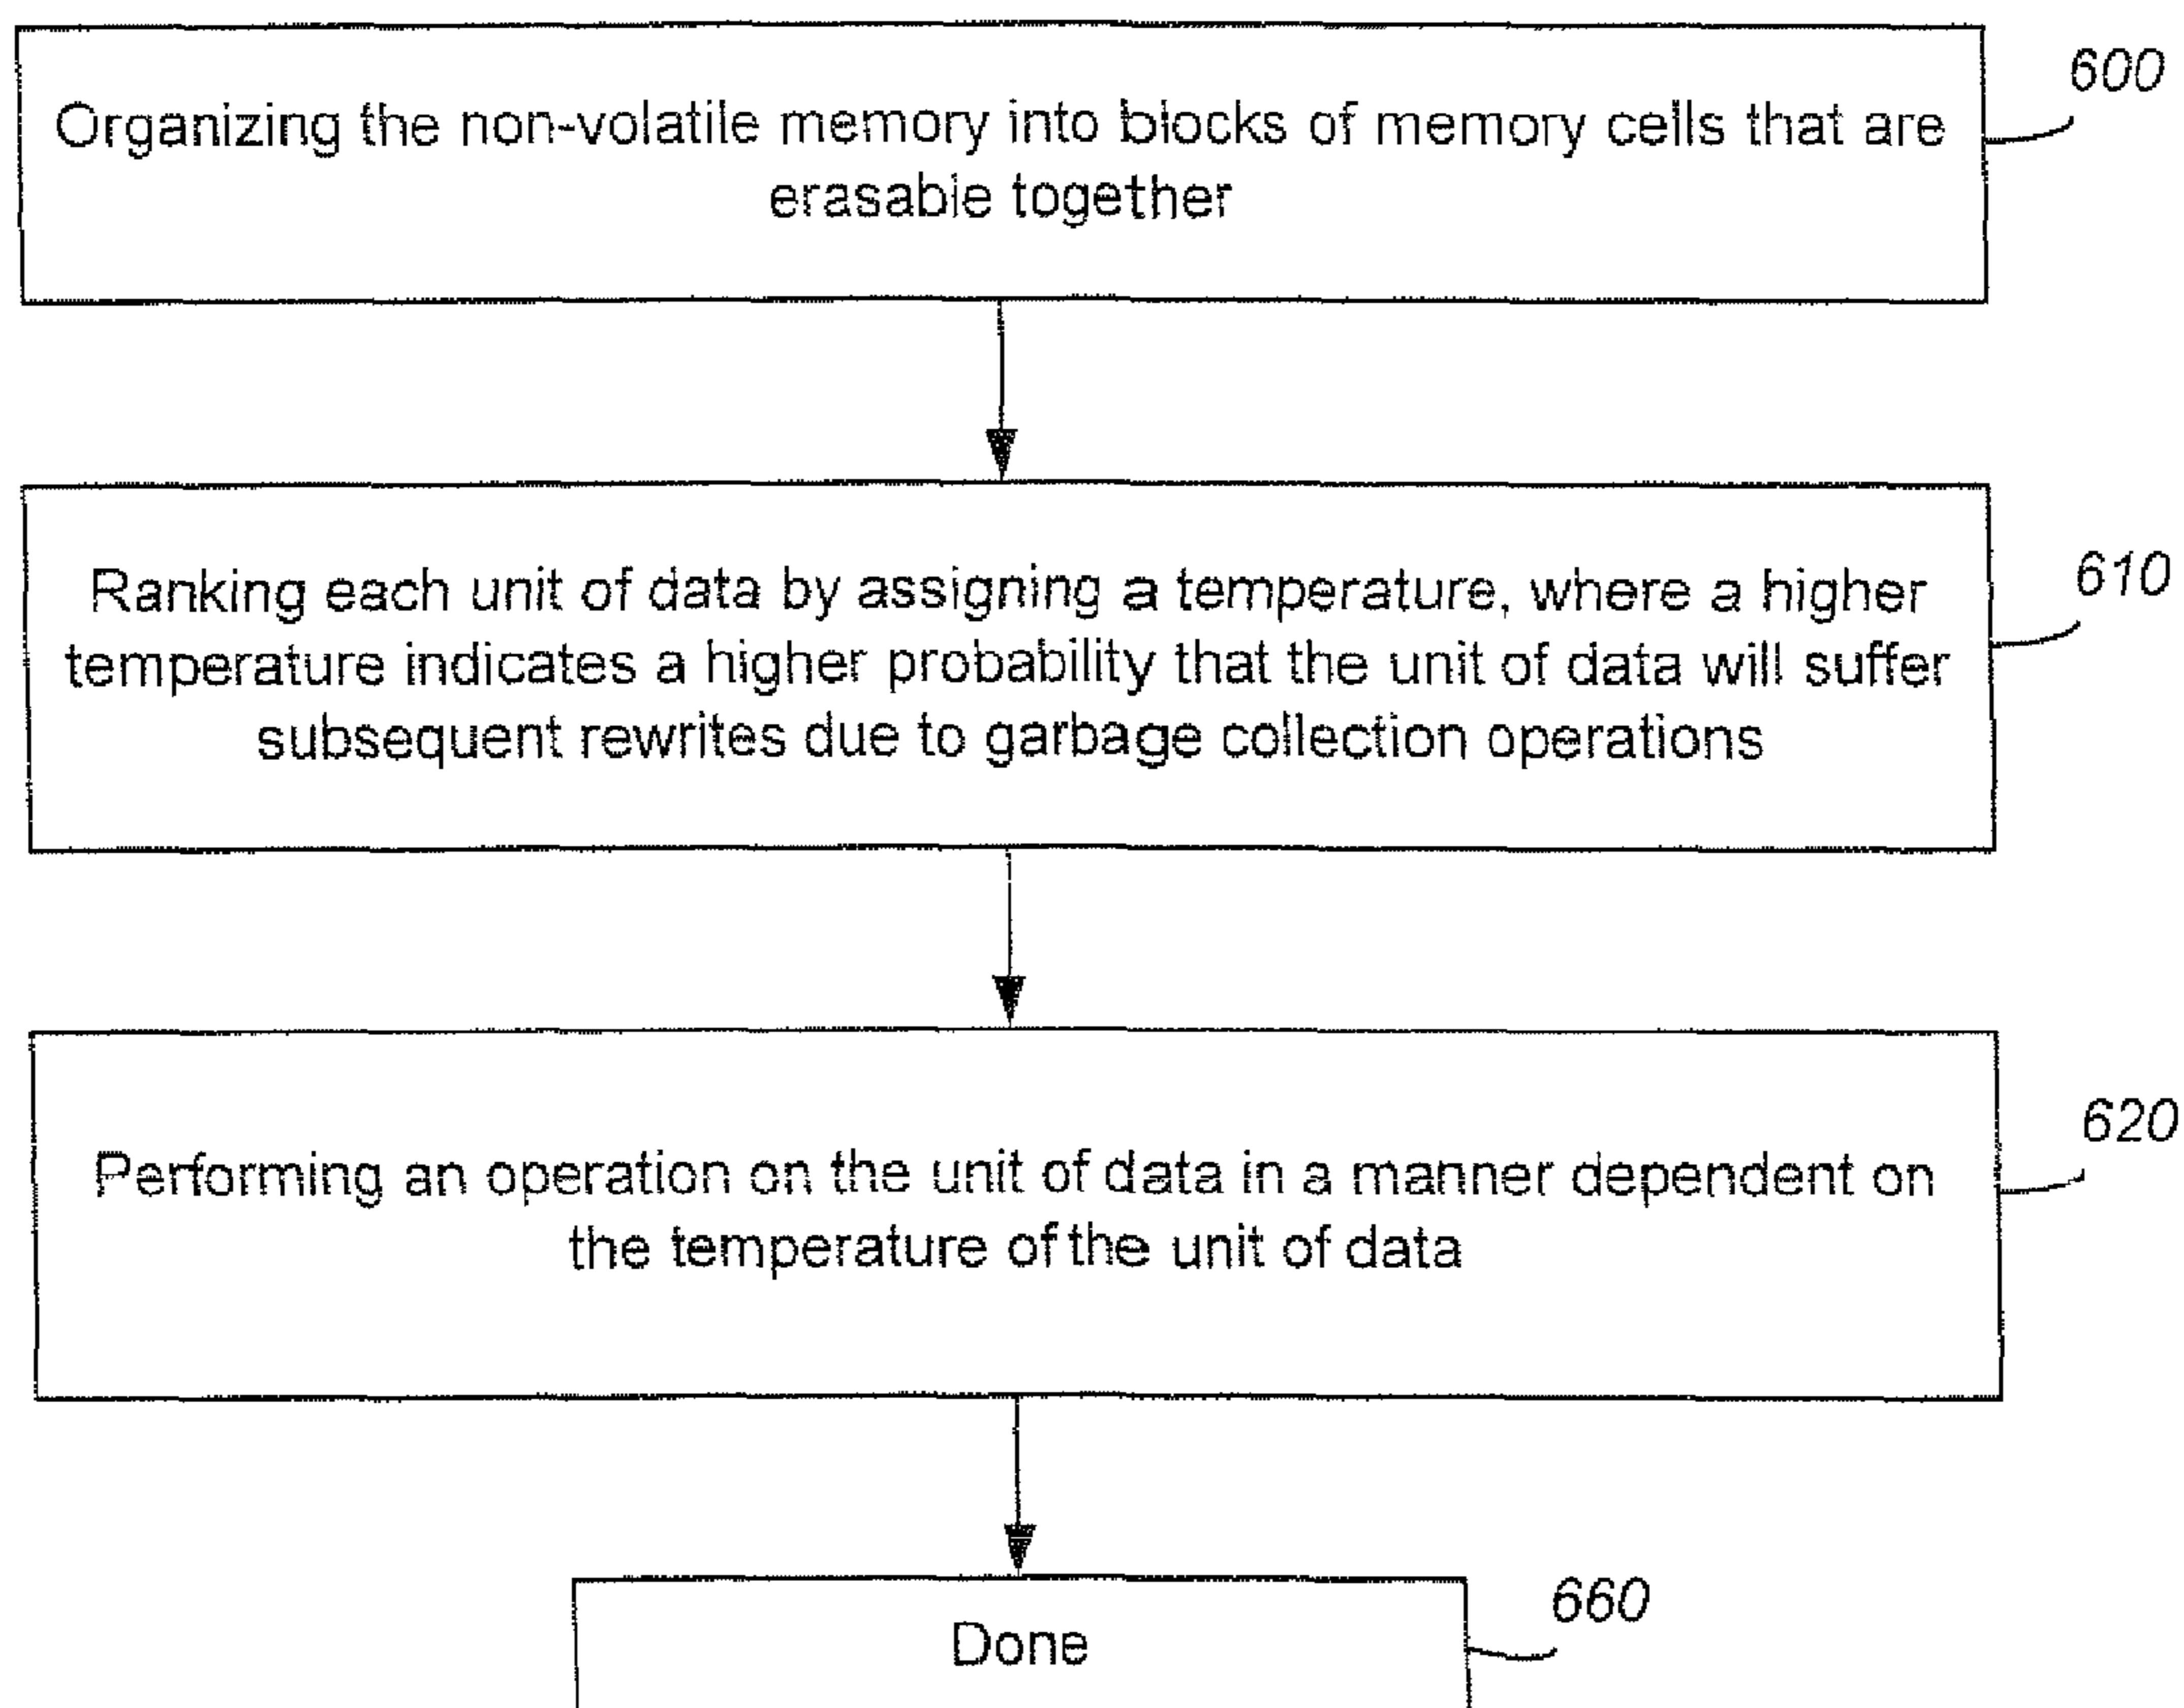 Organizing the non-volatile memory into blocks of memory cells that are
600
erasable together
Ranking each unit of data by assigning a temperature, where a higher
610
temperature indicates a higher probability that the unit of data will suffer
subsequent rewrites due to garbage collection operations
Performing an operation on the unit of data in a manner dependent on
620
the temperature of the unit of data
Done
660